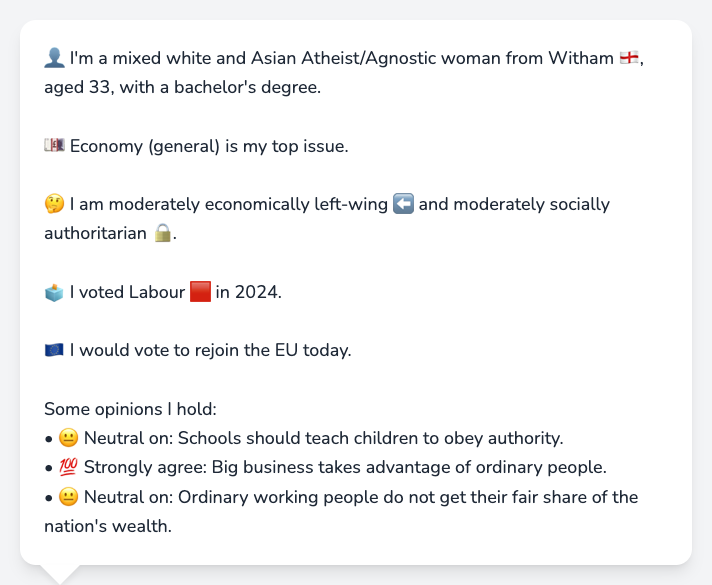 👤 I'm a mixed white and Asian Atheist/Agnostic woman from Witham 🏴󠁧󠁢󠁥󠁮󠁧󠁿,
aged 33, with a bachelor's degree.
💷 Economy (general) is my top issue.
🤔 I am moderately economically left-wing ⬅️ and moderately socially
authoritarian 🔒.
🗳️ I voted Labour 🟥 in 2024.
🇪🇺 I would vote to rejoin the EU today.
Some opinions I hold:
• 😐 Neutral on: Schools should teach children to obey authority.
• 💯 Strongly agree: Big business takes advantage of ordinary people.
• 😐 Neutral on: Ordinary working people do not get their fair share of the
nation's wealth.